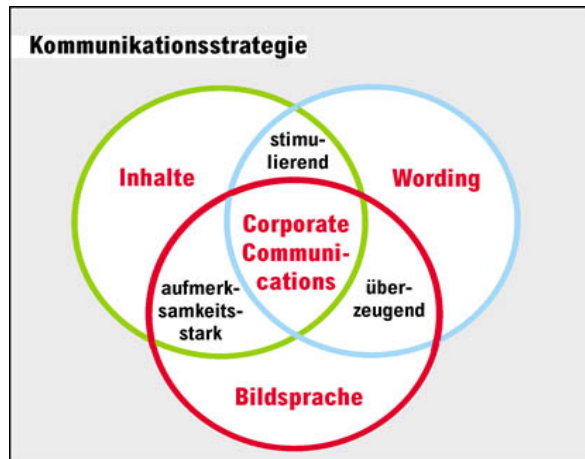 Kommunikationsstrategie
stimu-
lierend
Inhalte
Wording
Corporate
Communi-
cations
aufmerk-
samkeits-
stark
über-
zeugend
Bildsprache